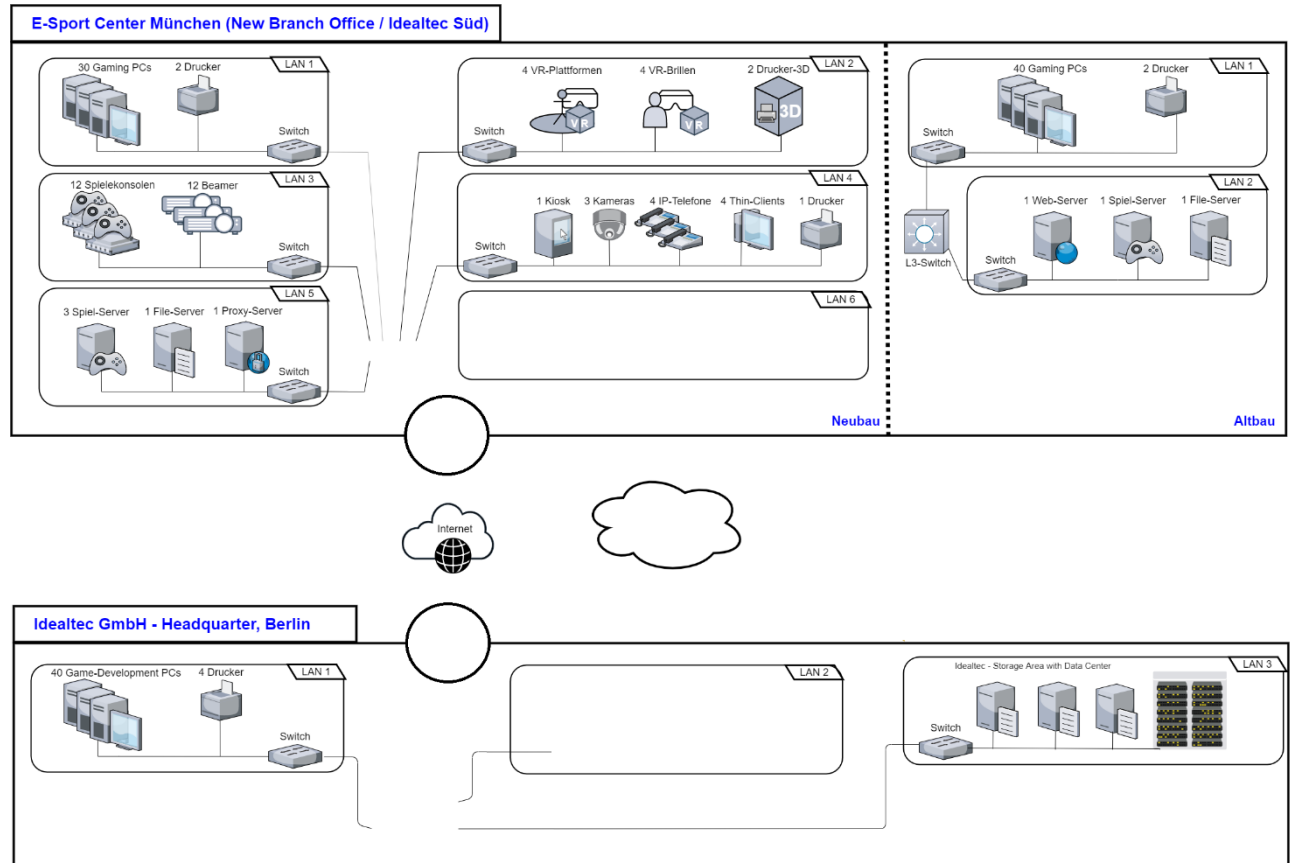 E-Sport Center München (New Branch Office / Idealtec Süd)
30 Gaming PCs
2 Drucker
LAN 1
Switch
4 VR-Plattformen
4 VR-Brillen
2 Drucker-3D
LAN 2
VR
VR
3D
Switch
40 Gaming PCs
2 Drucker
LAN 1
Switch
12 Spielekonsolen
12 Beamer
LAN 3
Switch
1 Kiosk
3 Kameras
4 IP-Telefone
4 Thin-Clients
1 Drucker
LAN 4
Switch
1 Web-Server
1 Spiel-Server
1 File-Server
LAN 2
L3-Switch
Switch
3 Spiel-Server
1 File-Server
1 Proxy-Server
LAN 5
Switch
LAN 6
Neubau
Altbau
Internet
Idealtec GmbH - Headquarter, Berlin
40 Game-Development PCs
4 Drucker
LAN 1
Switch
LAN 2
Idealtec - Storage Area with Data Center
LAN 3
Switch